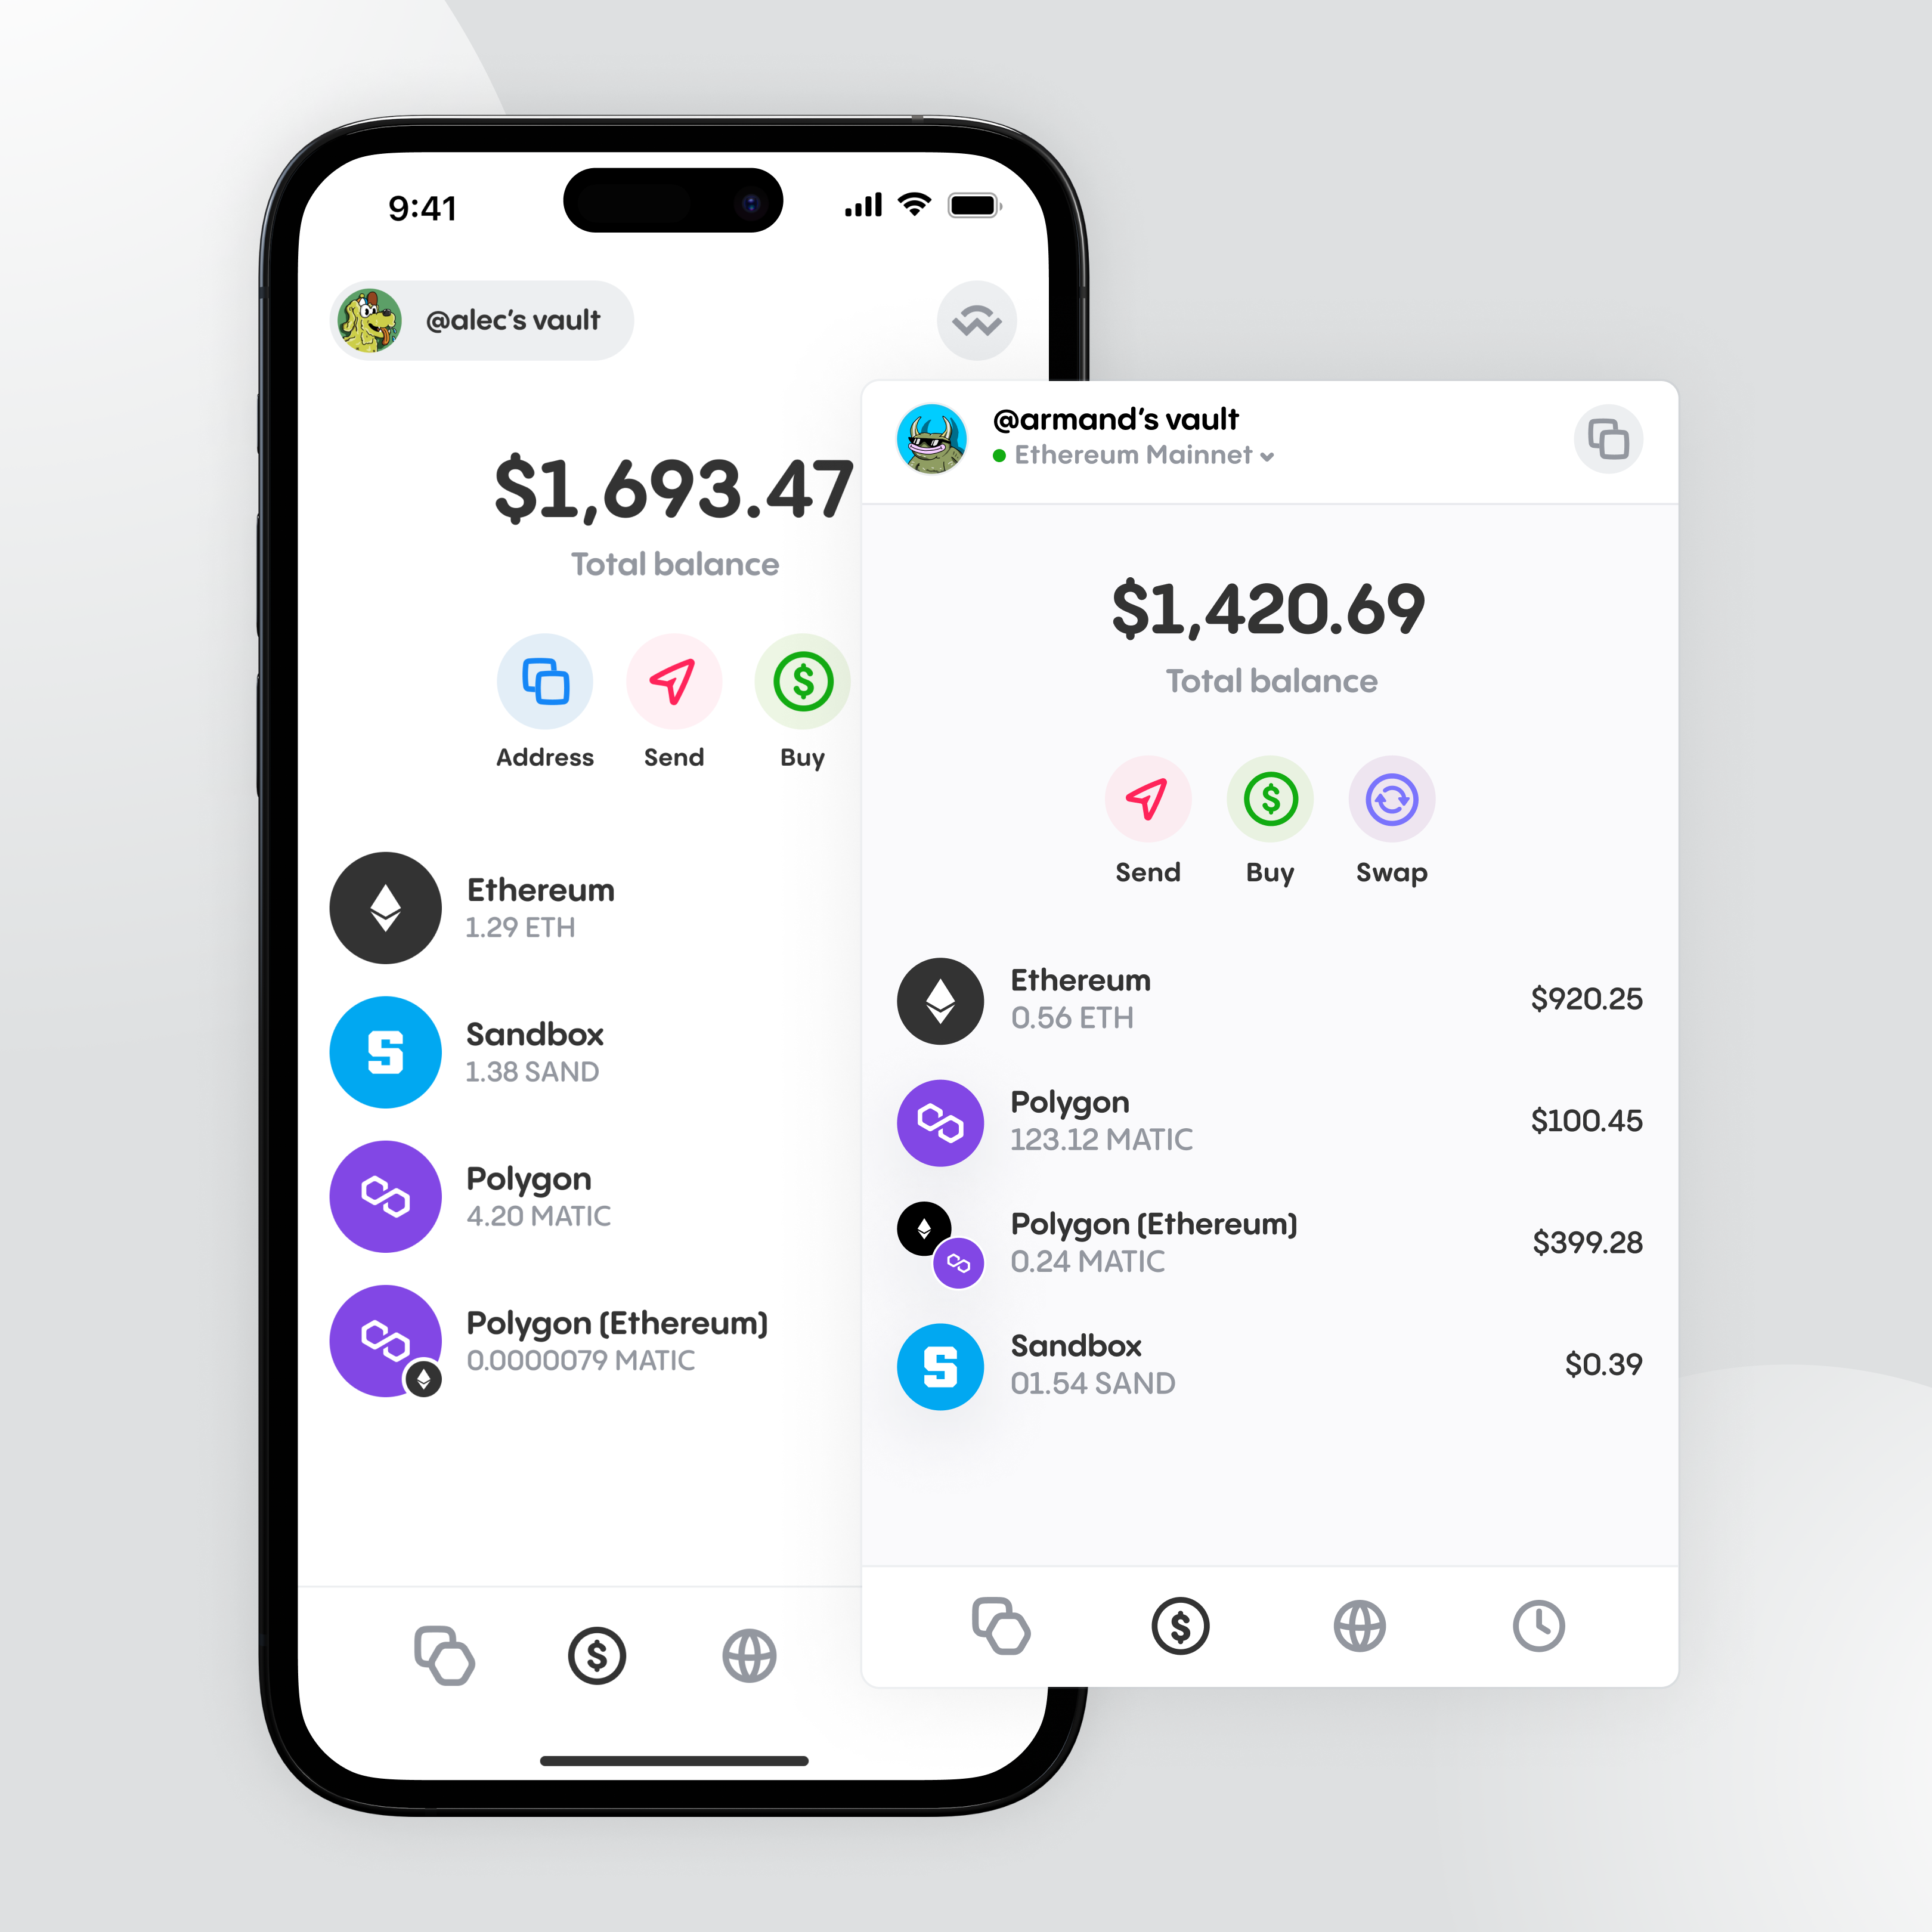 9:41
@alec's vault
$1,693.47
Total balance
Address
Send
Buy
Ethereum
1.29 ETH
Sandbox
1.38 SAND
Polygon
4.20 MATIC
Polygon (Ethereum)
0.0000079 MATIC
@armand's vault
Ethereum Mainnet
$1,420.69
Total balance
Send
Buy
Swap
Ethereum
0.56 ETH
$920.25
Polygon
123.12 MATIC
$100.45
Polygon (Ethereum)
0.24 MATIC
$399.28
Sandbox
01.54 SAND
$0.39